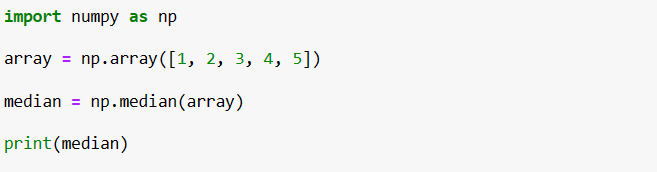 import numpy as np
array = np.array([1, 2, 3, 4, 5])
median = np.median(array)
print(median)